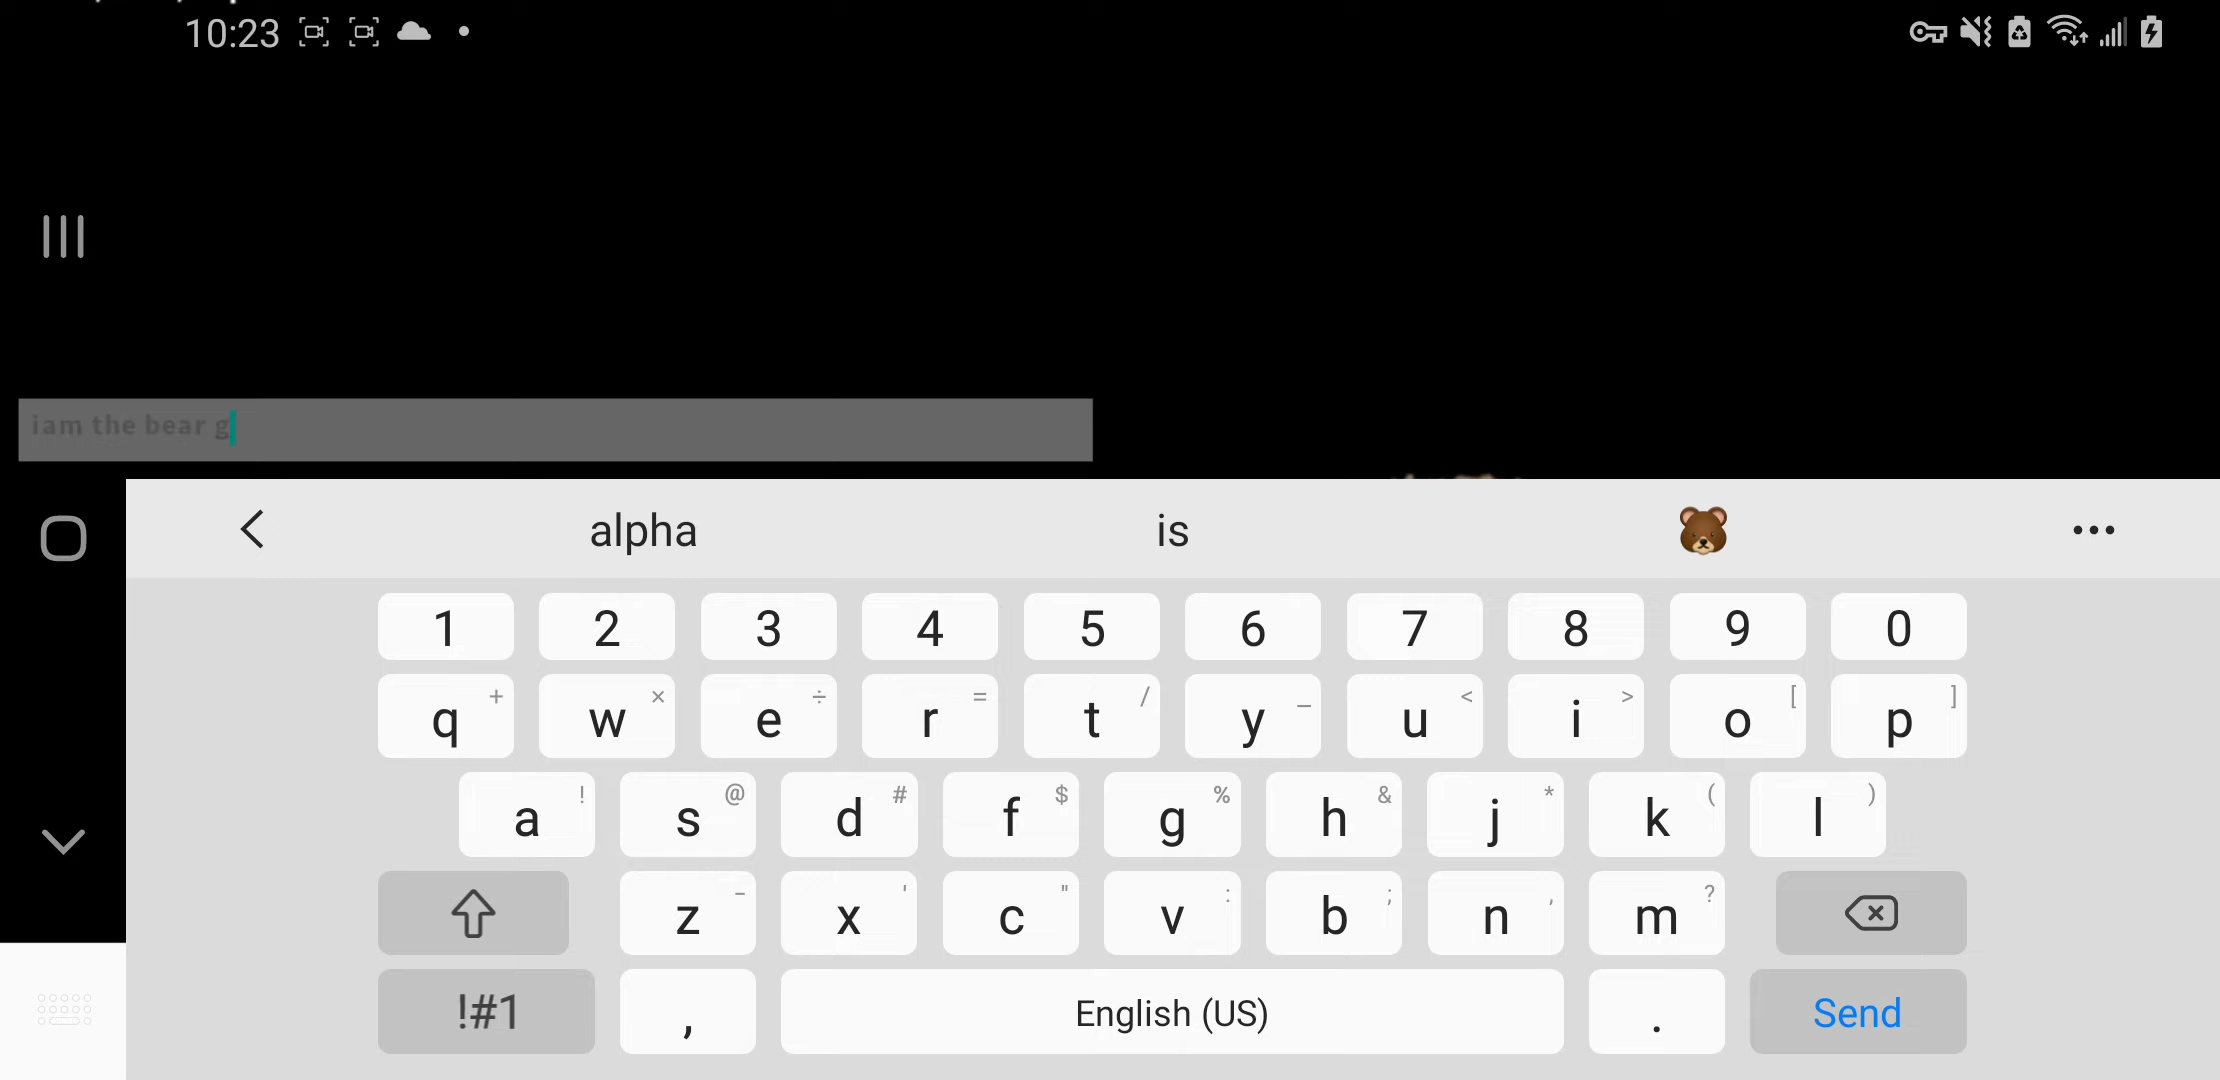 10:23
iam the bear g
alpha is
1 2 3 4 5 6 7 8 9 0
q + w × e ÷ r = t / y _ u < i > o [ p ]
a ! s @ d # f $ g % h & j * k ( l )
z - x ' c " v : b ; n , m ?
!#1 , English (US) . Send